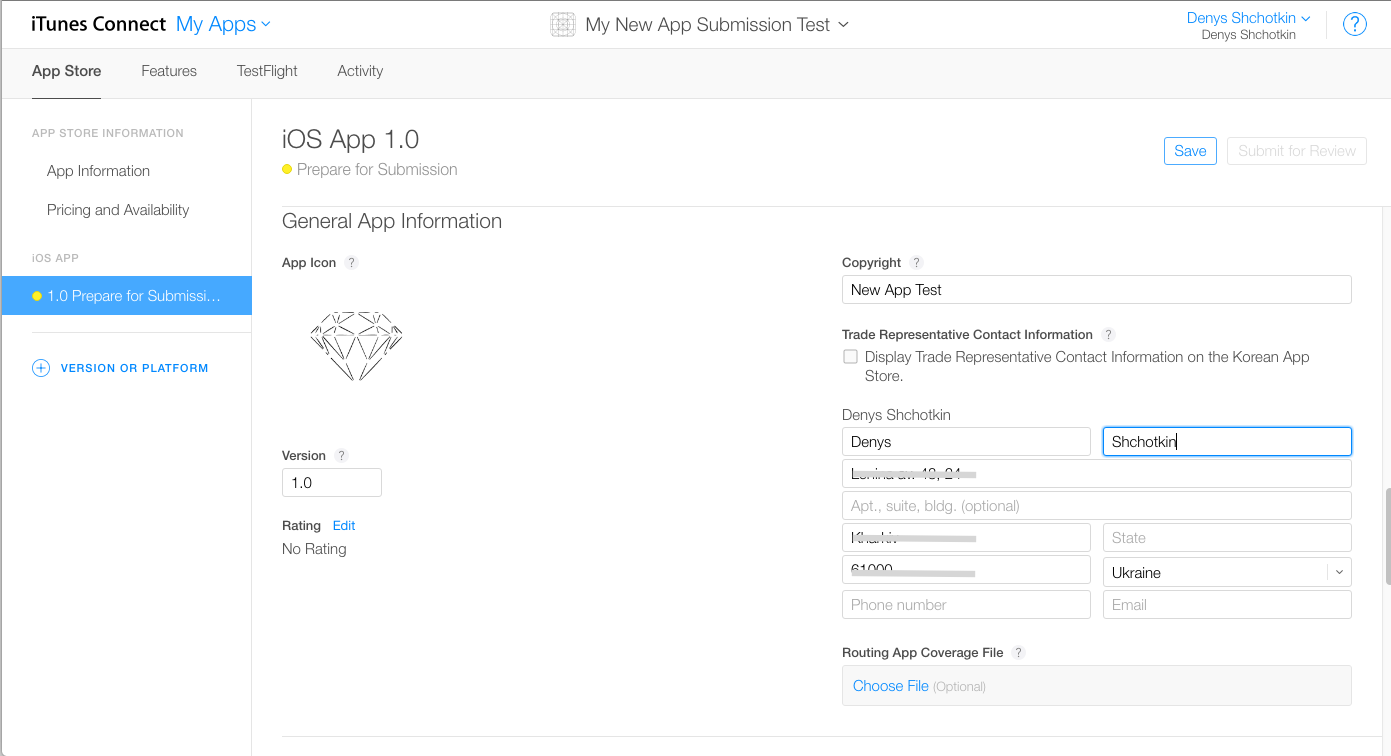 iTunes Connect My Apps
My New App Submission Test
Denys Shchotkin
Denys Shchotkin
?
App Store
Features
TestFlight
Activity
APP STORE INFORMATION
App Information
Pricing and Availability
iOS APP
1.0 Prepare for Submissi...
VERSION OR PLATFORM
iOS App 1.0
Prepare for Submission
Save
Submit for Review
General App Information
App Icon ?
Version ?
1.0
Rating Edit
No Rating
Copyright ?
New App Test
Trade Representative Contact Information ?
Display Trade Representative Contact Information on the Korean App
Store.
Denys Shchotkin
Denys
Shchotkin
Apt., suite, bldg. (optional)
State
Ukraine
Phone number
Email
Routing App Coverage File ?
Choose File (Optional)